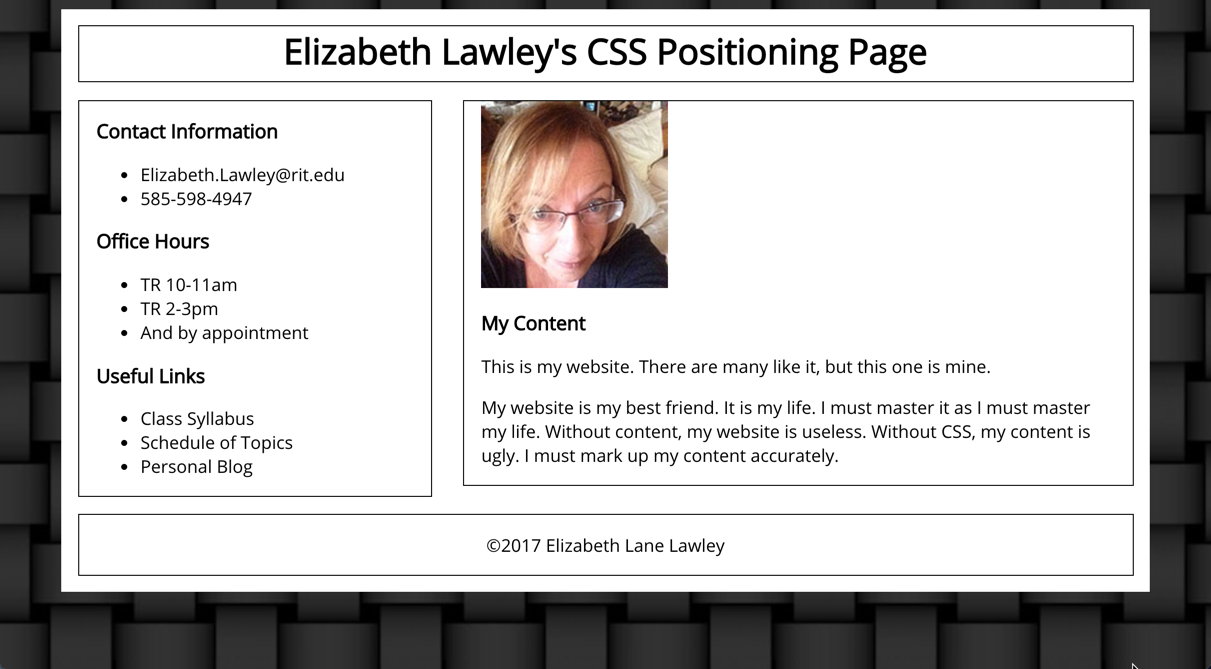 Elizabeth Lawley's CSS Positioning Page
Contact Information
Elizabeth.Lawley@rit.edu
585-598-4947
Office Hours
TR 10-11am
TR 2-3pm
And by appointment
Useful Links
Class Syllabus
Schedule of Topics
Personal Blog
My Content
This is my website. There are many like it, but this one is mine.
My website is my best friend. It is my life. I must master it as I must master
my life. Without content, my website is useless. Without CSS, my content is
ugly. I must mark up my content accurately.
©2017 Elizabeth Lane Lawley